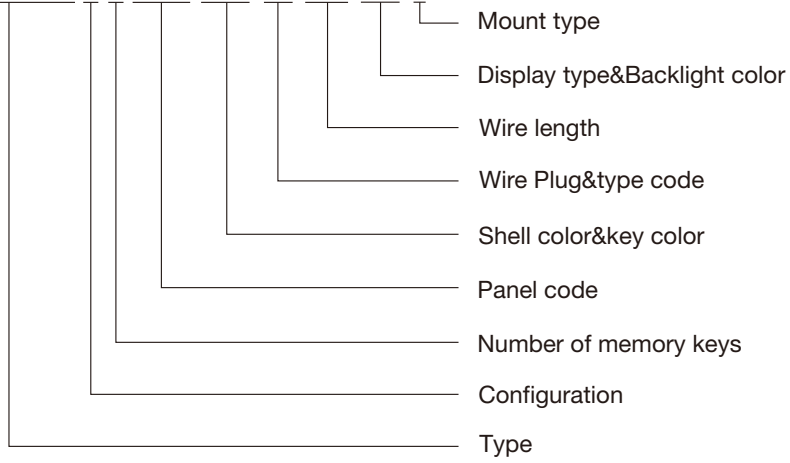 Mount type
Display type&Backlight color
Wire length
Wire Plug&type code
Shell color&key color
Panel code
Number of memory keys
Configuration
Type